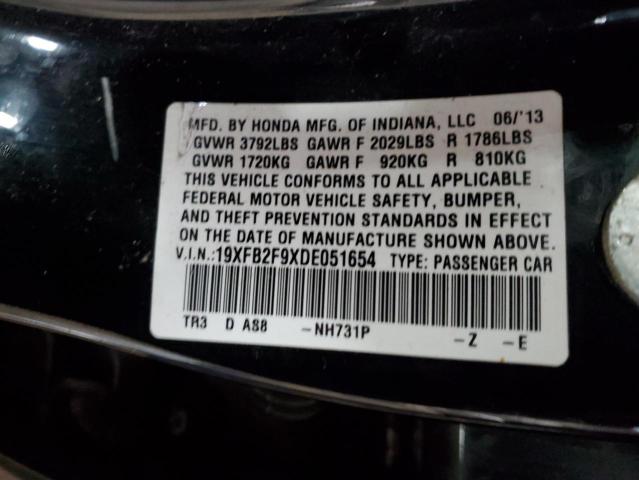 MFD. BY HONDA MFG. OF INDIANA, LLC 06/'13
GVWR 3792LBS GAWR F 2029LBS R 1786LBS
GVWR 1720KG GAWR F 920KG R 810KG
THIS VEHICLE CONFORMS TO ALL APPLICABLE
FEDERAL MOTOR VEHICLE SAFETY, BUMPER,
AND THEFT PREVENTION STANDARDS IN EFFECT
ON THE DATE OF MANUFACTURE SHOWN ABOVE.
V.I.N.:19XFB2F9XDE051654 TYPE: PASSENGER CAR
TR3 D AS8 -NH731P -Z -E